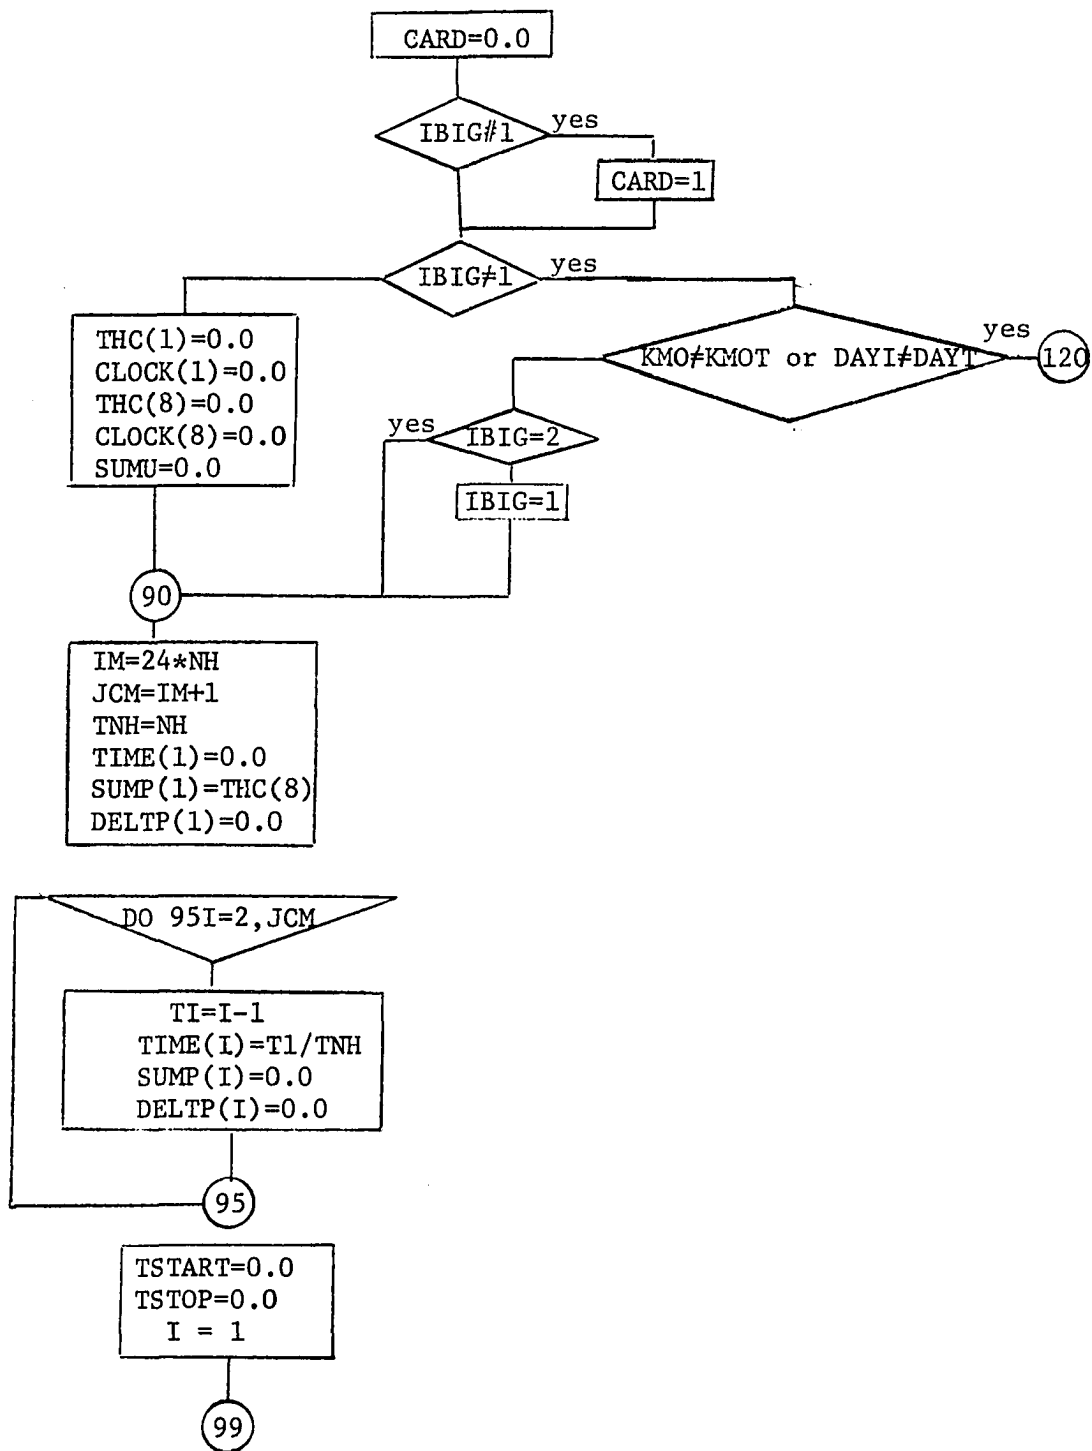 CARD=0.0
IBIG#1
yes
CARD=1
IBIG≠1
yes
THC(1)=0.0
CLOCK(1)=0.0
THC(8)=0.0
CLOCK(8)=0.0
SUMU=0.0
KMO≠KMOT or DAYI≠DAYT
yes
120
yes
IBIG=2
IBIG=1
90
IM=24*NH
JCM=IM+1
TNH=NH
TIME(1)=0.0
SUMP(1)=THC(8)
DELTP(1)=0.0
DO 95I=2,JCM
TI=I-1
TIME(I)=T1/TNH
SUMP(I)=0.0
DELTP(I)=0.0
95
TSTART=0.0
TSTOP=0.0
I = 1
99